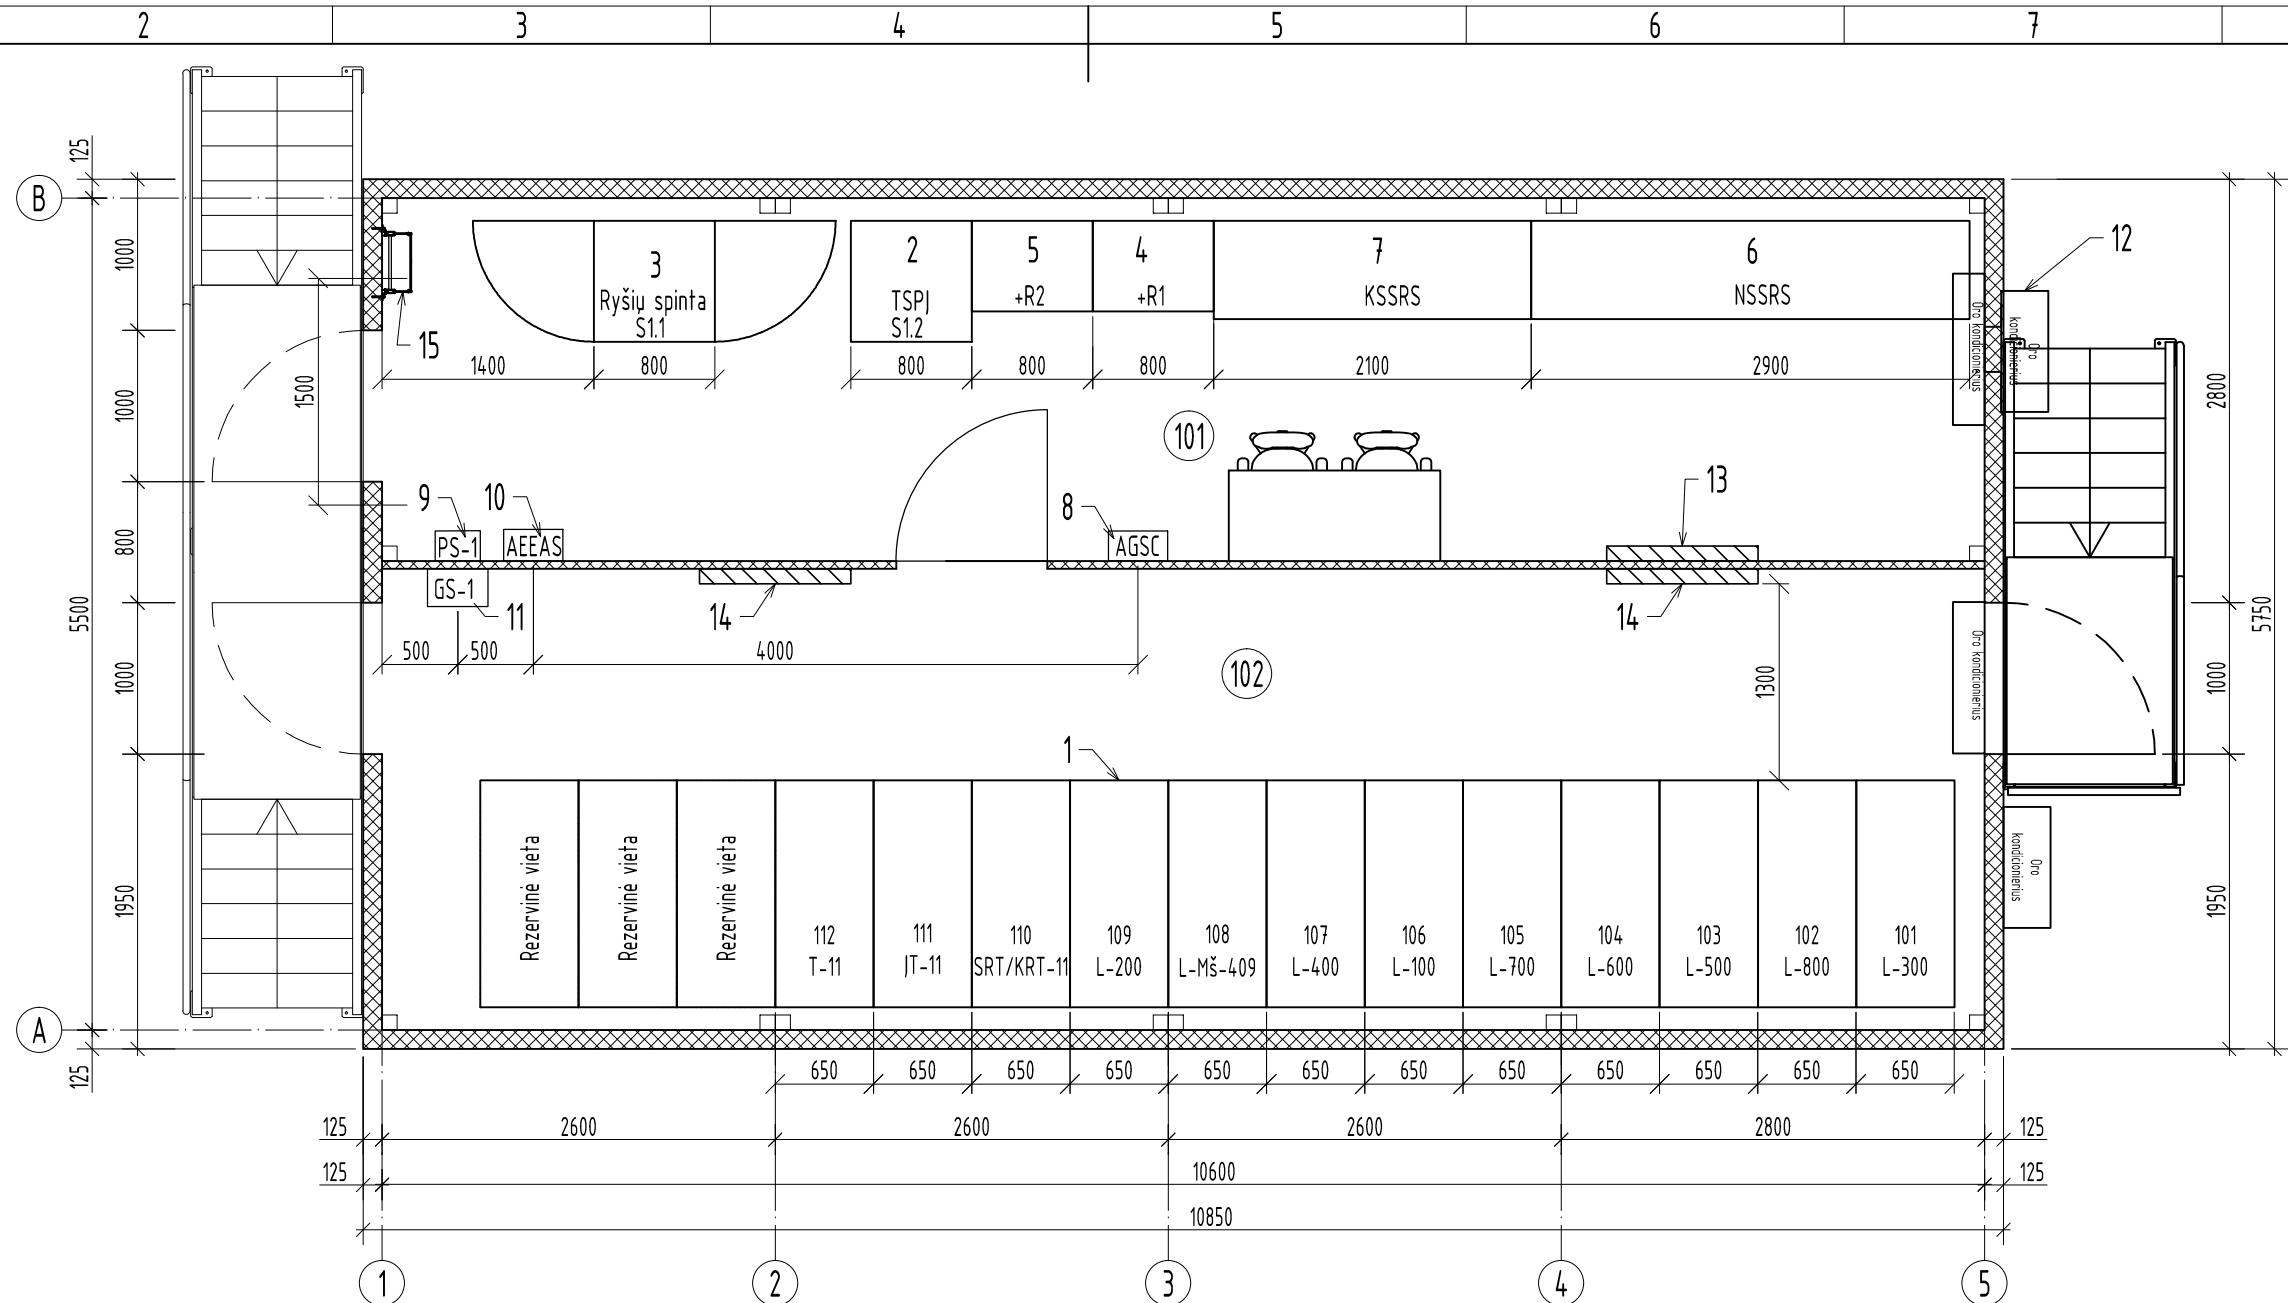 2 3 4 5 6 7
125
B
1000
1000
800
1000
1950
5500
125
A
1500
15
3
Ryšių spinta
S1.1
2
TSPĮ
S1.2
5
+R2
4
+R1
7
KSSRS
6
NSSRS
1400 800 800 800 800 2100 2900
Oro kondicionierius
Oro
kondicionierius
12
2800
1000
1950
5750
101
9
PS-1
10
AEEAS
8
AGSC
13
GS-1
11
14
14
500 500 4000
102
1300
Oro kondicionierius
Oro
kondicionierius
1
Rezervinė vieta
Rezervinė vieta
Rezervinė vieta
112
T-11
111
ĮT-11
110
SRT/KRT-11
109
L-200
108
L-Mš-409
107
L-400
106
L-100
105
L-700
104
L-600
103
L-500
102
L-800
101
L-300
650 650 650 650 650 650 650 650 650 650 650 650
125 2600 2600 2600 2800 125
125 10600 125
10850
1 2 3 4 5